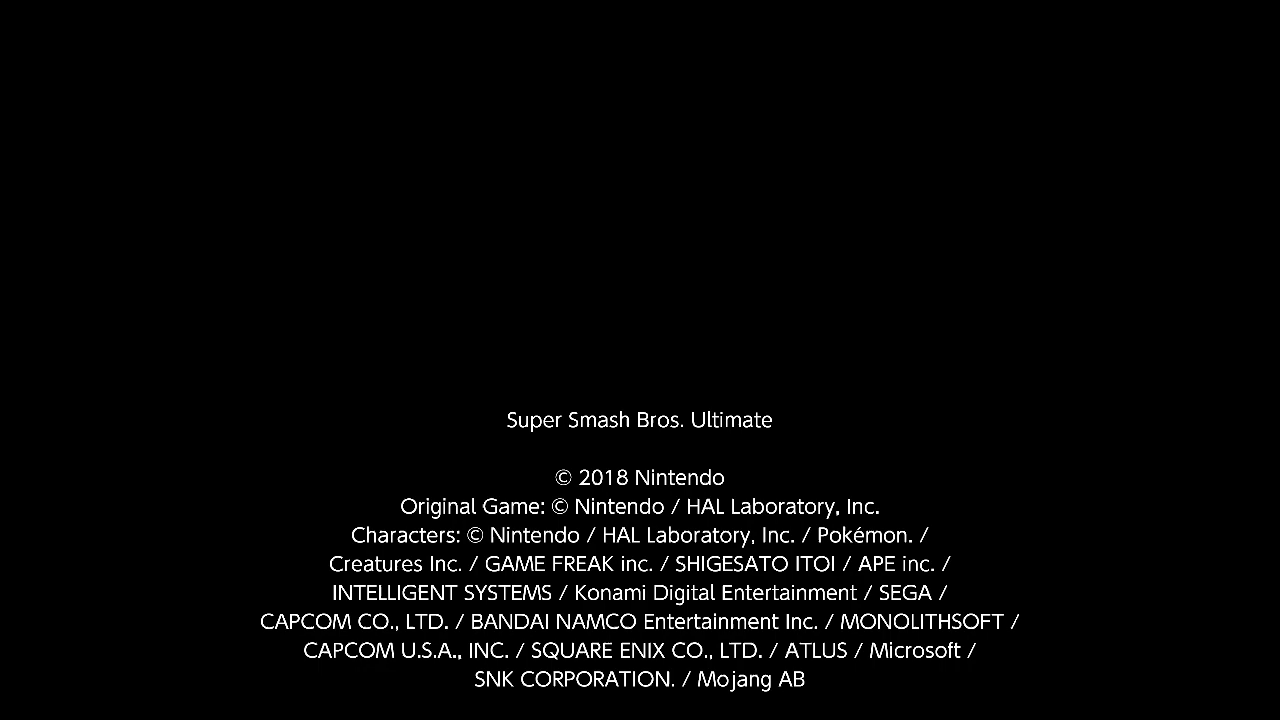 Super Smash Bros. Ultimate
© 2018 Nintendo
Original Game: © Nintendo / HAL Laboratory, Inc.
Characters: © Nintendo / HAL Laboratory, Inc. / Pokémon. /
Creatures Inc. / GAME FREAK inc. / SHIGESATO ITOI / APE inc. /
INTELLIGENT SYSTEMS / Konami Digital Entertainment / SEGA /
CAPCOM CO., LTD. / BANDAI NAMCO Entertainment Inc. / MONOLITHSOFT /
CAPCOM U.S.A., INC. / SQUARE ENIX CO., LTD. / ATLUS / Microsoft /
SNK CORPORATION. / Mojang AB